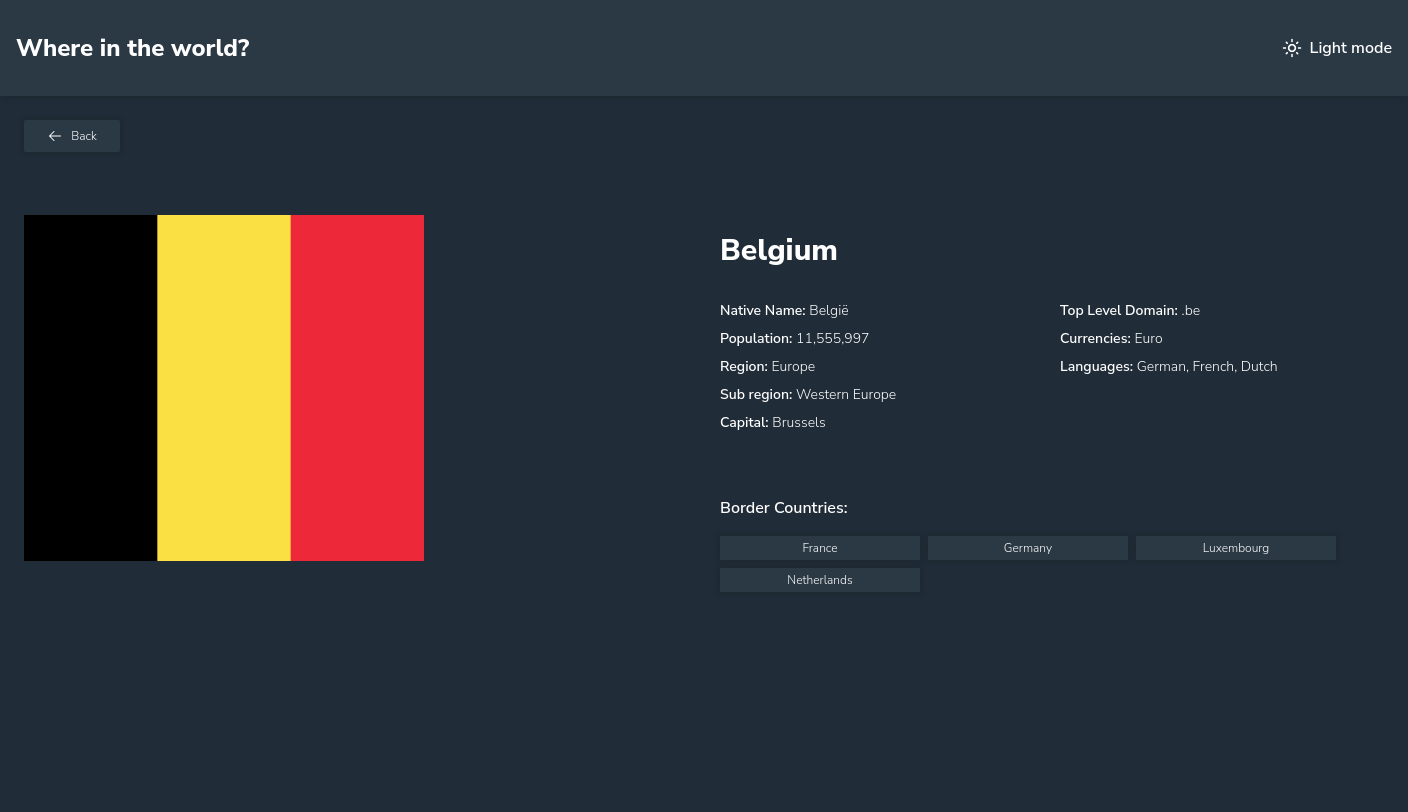 Where in the world?
Light mode
Back
Belgium
Native Name: België
Population: 11,555,997
Region: Europe
Sub region: Western Europe
Capital: Brussels
Top Level Domain: .be
Currencies: Euro
Languages: German, French, Dutch
Border Countries:
France
Germany
Luxembourg
Netherlands